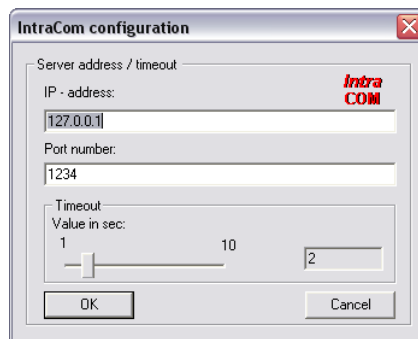 IntraCom configuration
Server address / timeout
IP - address:
Intra
COM
127.0.0.1
Port number:
1234
Timeout
Value in sec:
1 10
2
OK Cancel